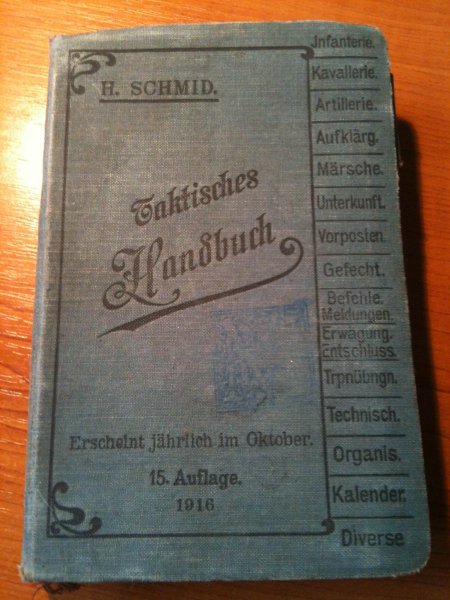 H. SCHMID.
Taktisches
Handbuch
Erscheint jährlich im Oktober.
15. Auflage.
1916
Infanterie.
Kavallerie.
Artillerie.
Aufklärg.
Märsche.
Unterkunft.
Vorposten.
Gefecht.
Befehle.
Meldungen.
Erwägung.
Entschluss.
Trpnübngn.
Technisch.
Organis.
Kalender.
Diverse